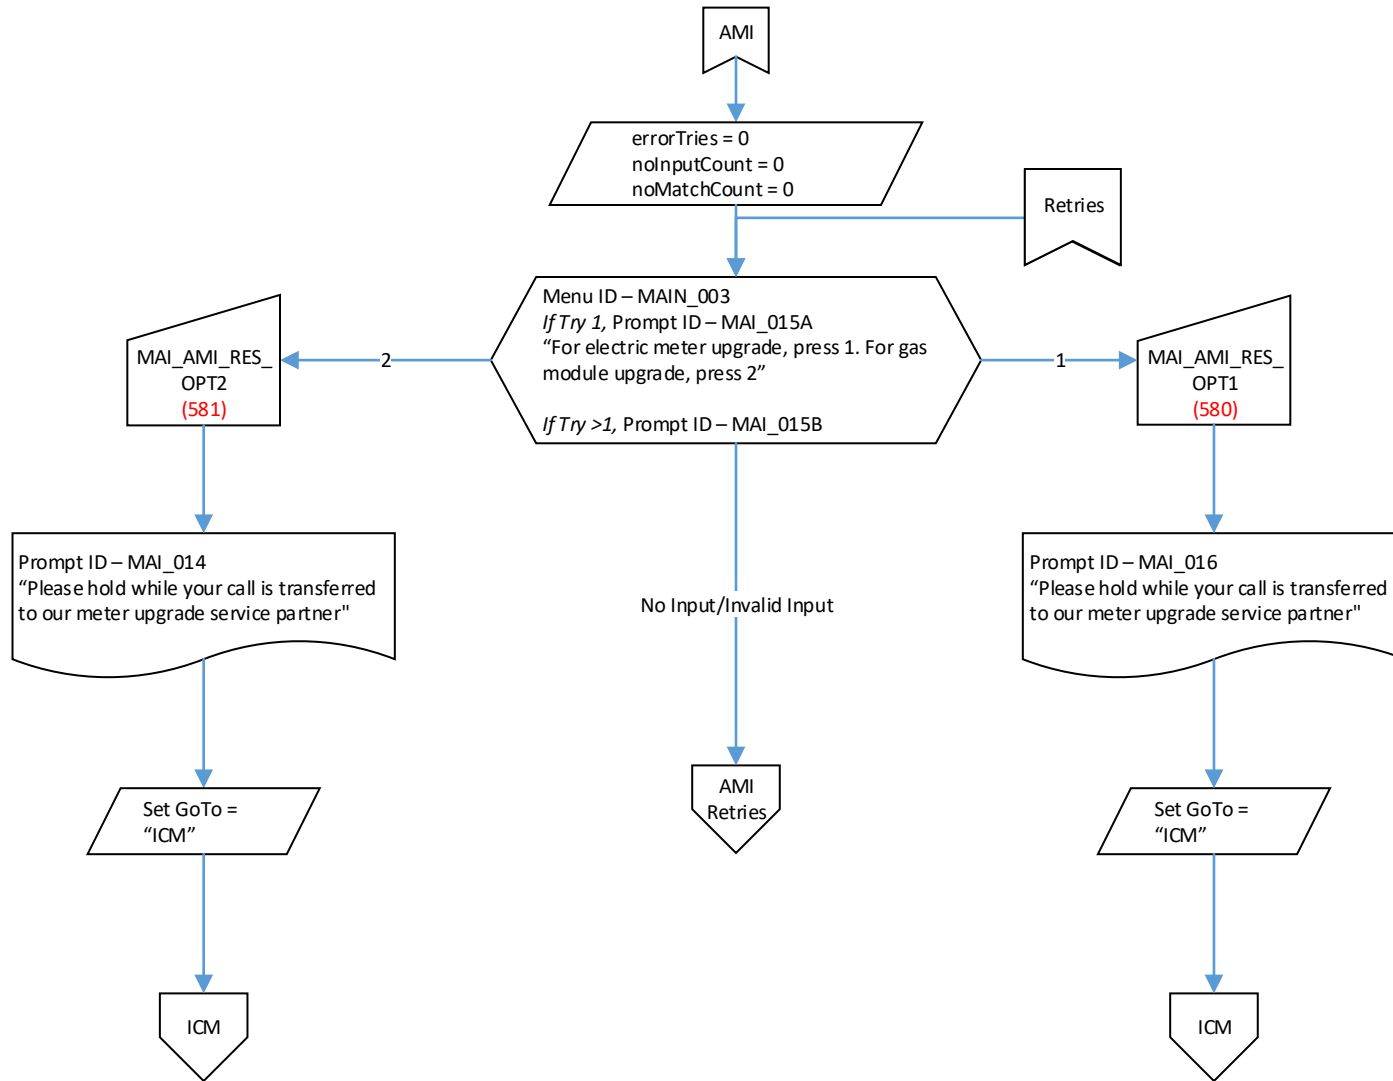 AMI
errorTries = 0
noInputCount = 0
noMatchCount = 0
Retries
Menu ID – MAIN_003
If Try 1, Prompt ID – MAI_015A
“For electric meter upgrade, press 1. For gas
module upgrade, press 2”
If Try >1, Prompt ID – MAI_015B
2
1
MAI_AMI_RES_
OPT2
(581)
MAI_AMI_RES_
OPT1
(580)
Prompt ID – MAI_014
“Please hold while your call is transferred
to our meter upgrade service partner"
No Input/Invalid Input
Prompt ID – MAI_016
“Please hold while your call is transferred
to our meter upgrade service partner"
Set GoTo =
“ICM”
AMI
Retries
Set GoTo =
“ICM”
ICM
ICM